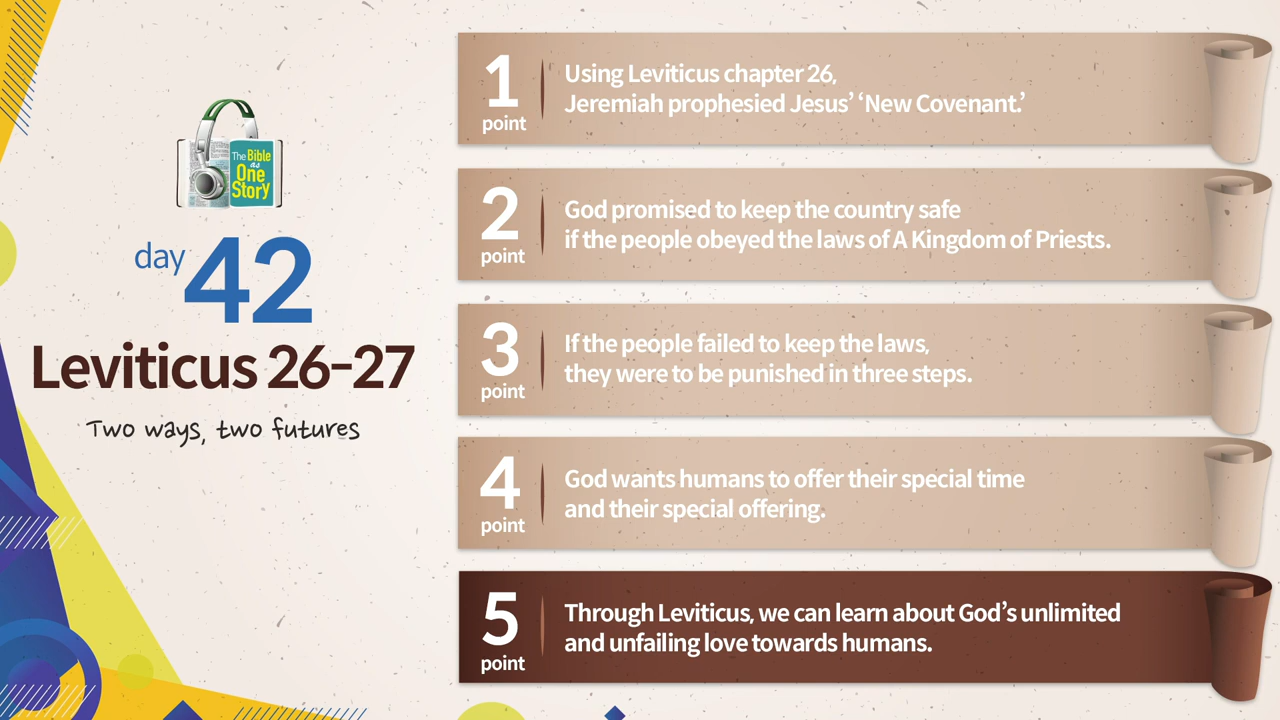 The Bible
as
One
Story
day 42
Leviticus 26-27
Two ways, two futures
1
point
Using Leviticus chapter 26,
Jeremiah prophesied Jesus’ ‘New Covenant.’
2
point
God promised to keep the country safe
if the people obeyed the laws of A Kingdom of Priests.
3
point
If the people failed to keep the laws,
they were to be punished in three steps.
4
point
God wants humans to offer their special time
and their special offering.
5
point
Through Leviticus, we can learn about God’s unlimited
and unfailing love towards humans.